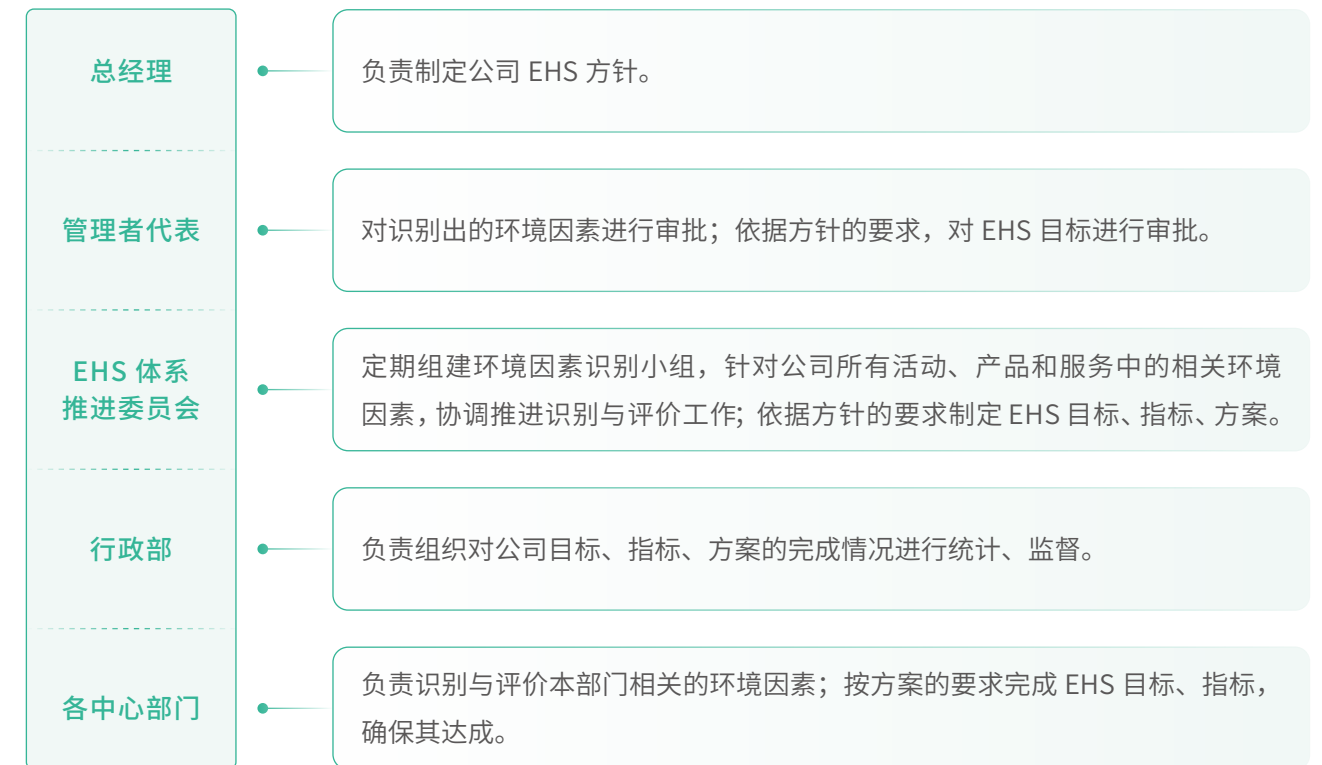 总经理
负责制定公司 EHS 方针。
管理者代表
对识别出的环境因素进行审批；依据方针的要求，对 EHS 目标进行审批。
EHS 体系
推进委员会
定期组建环境因素识别小组，针对公司所有活动、产品和服务中的相关环境
因素，协调推进识别与评价工作；依据方针的要求制定 EHS 目标、指标、方案。
行政部
负责组织对公司目标、指标、方案的完成情况进行统计、监督。
各中心部门
负责识别与评价本部门相关的环境因素；按方案的要求完成 EHS 目标、指标，
确保其达成。